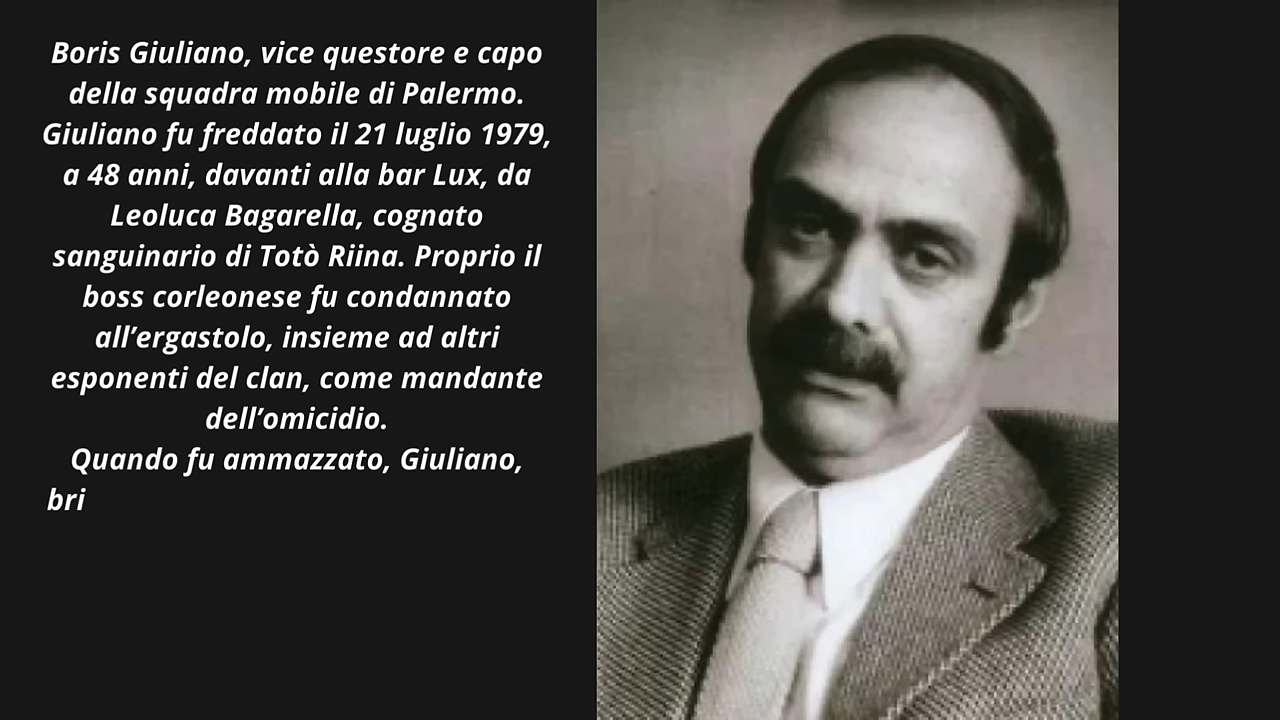 Boris Giuliano, vice questore e capo
della squadra mobile di Palermo.
Giuliano fu freddato il 21 luglio 1979,
a 48 anni, davanti alla bar Lux, da
Leoluca Bagarella, cognato
sanguinario di Totò Riina. Proprio il
boss corleonese fu condannato
all’ergastolo, insieme ad altri
esponenti del clan, come mandante
dell’omicidio.
Quando fu ammazzato, Giuliano,
bri